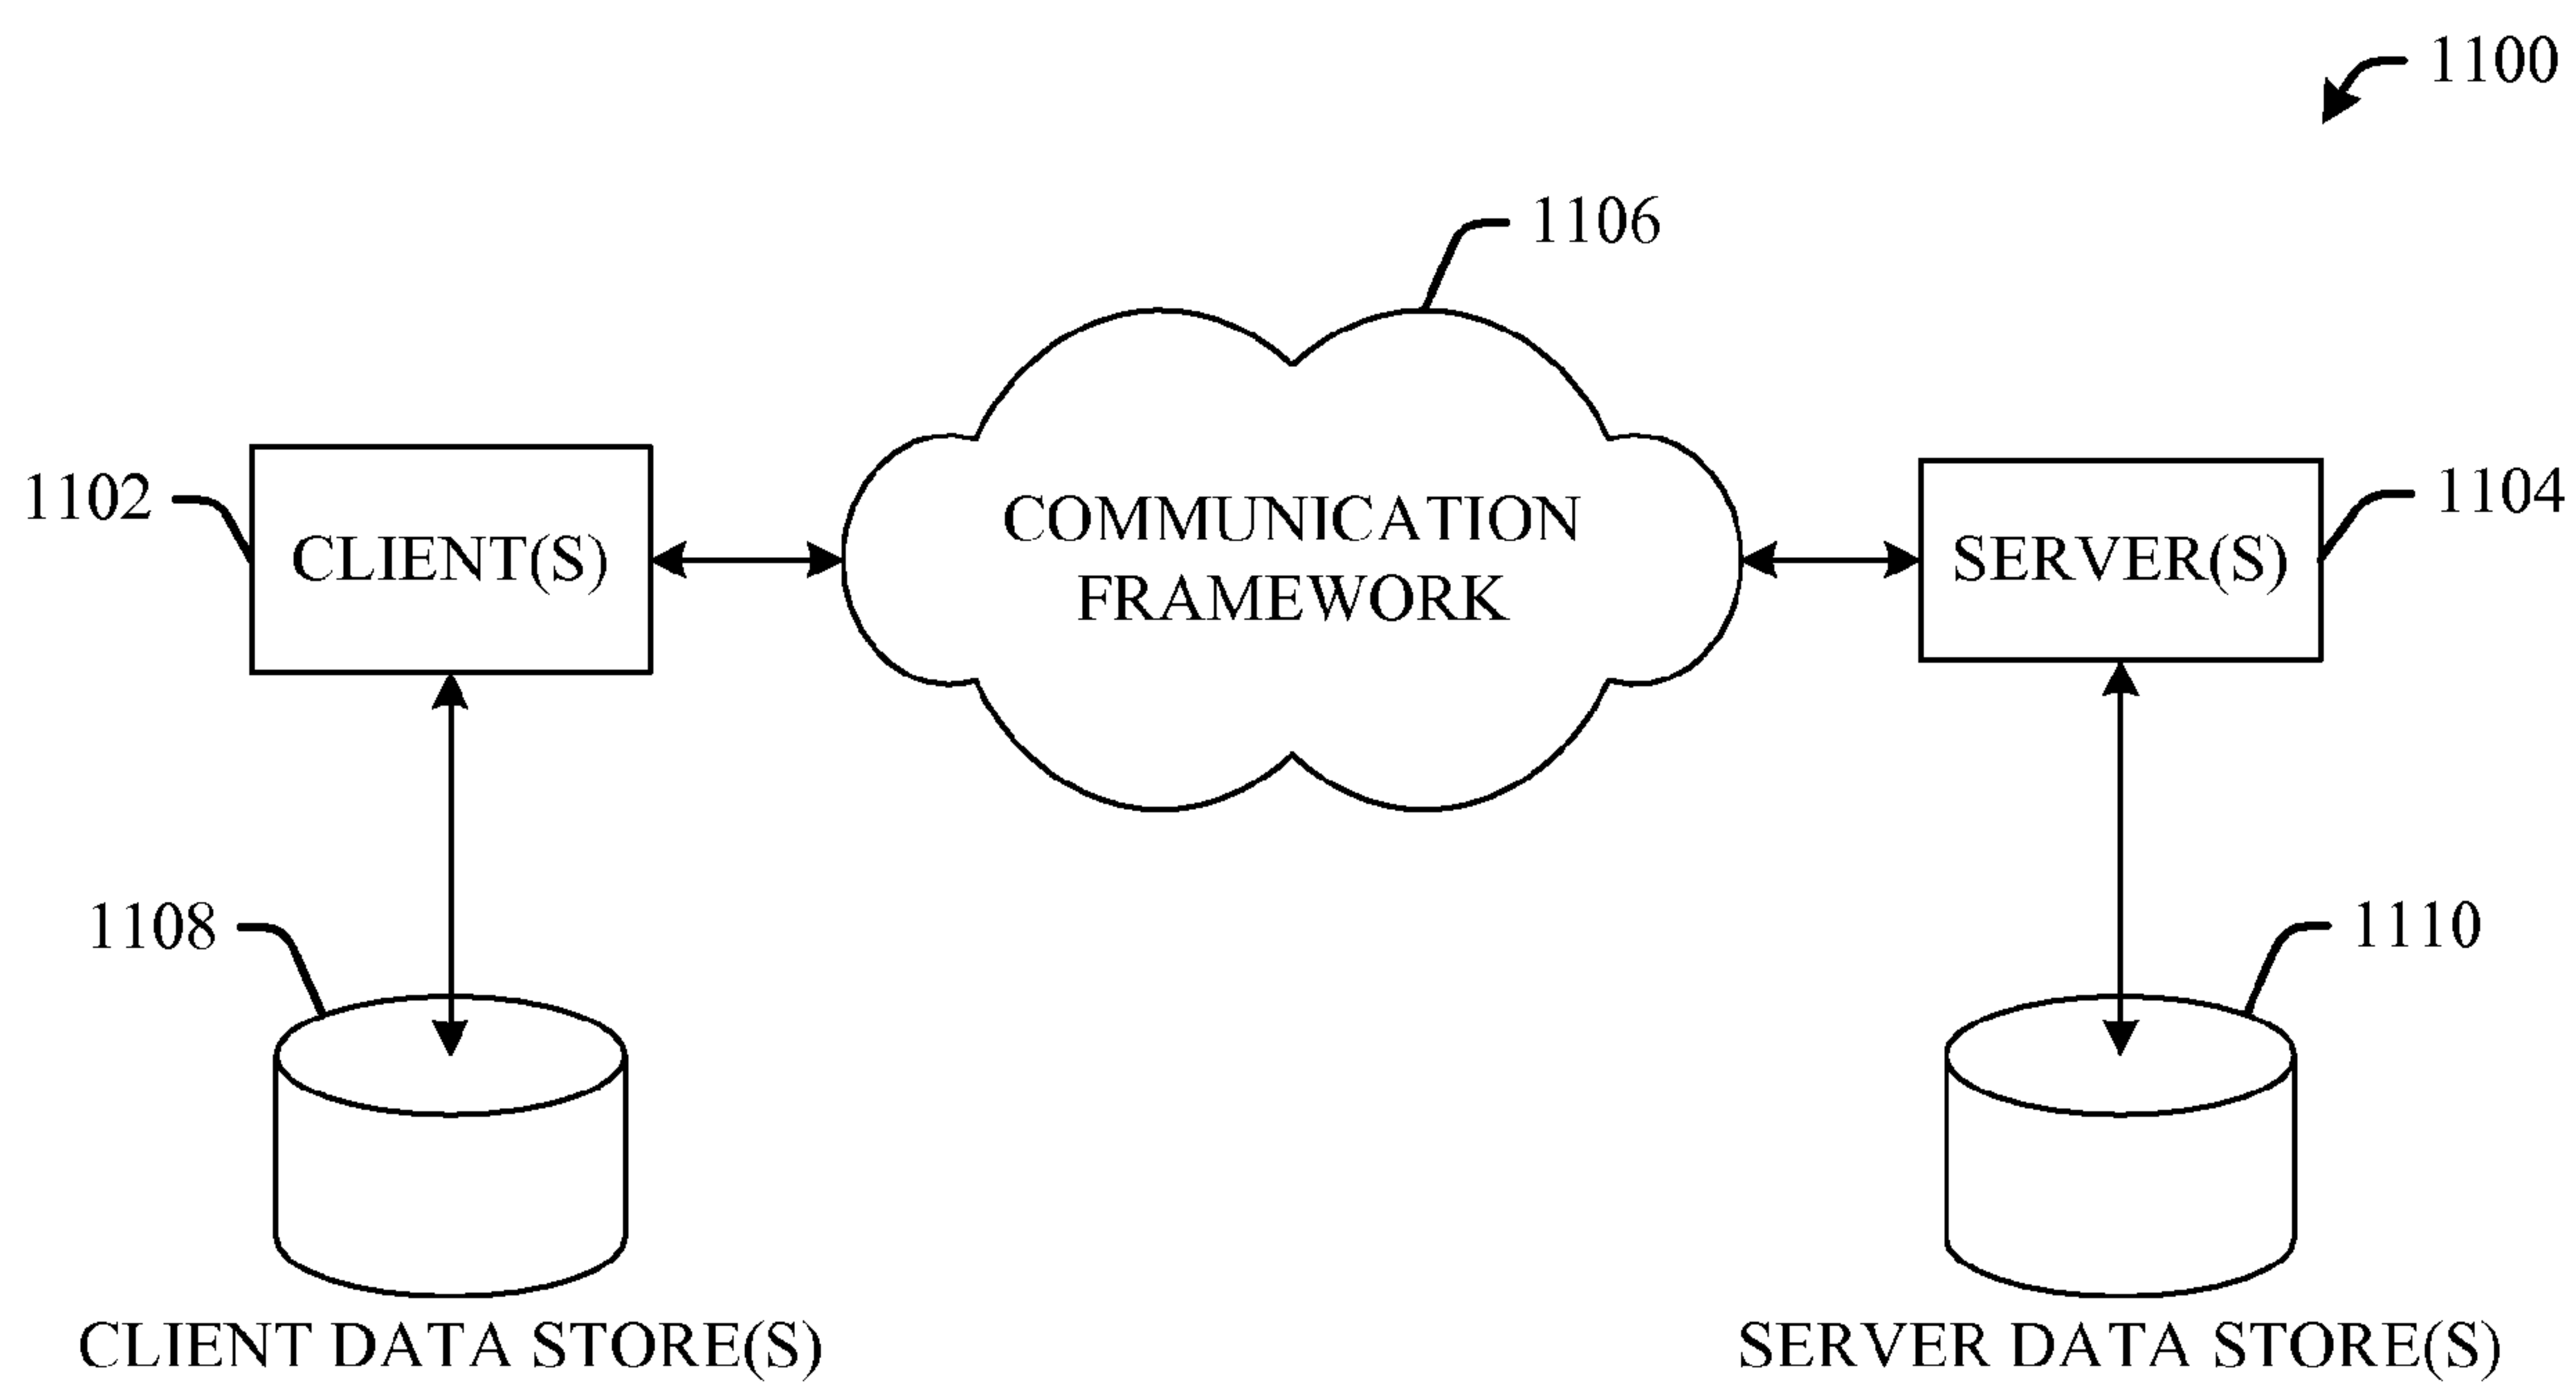 1100
1106
1102
CLIENT(S)
COMMUNICATION
FRAMEWORK
SERVER(S)
1104
1108
1110
CLIENT DATA STORE(S)
SERVER DATA STORE(S)